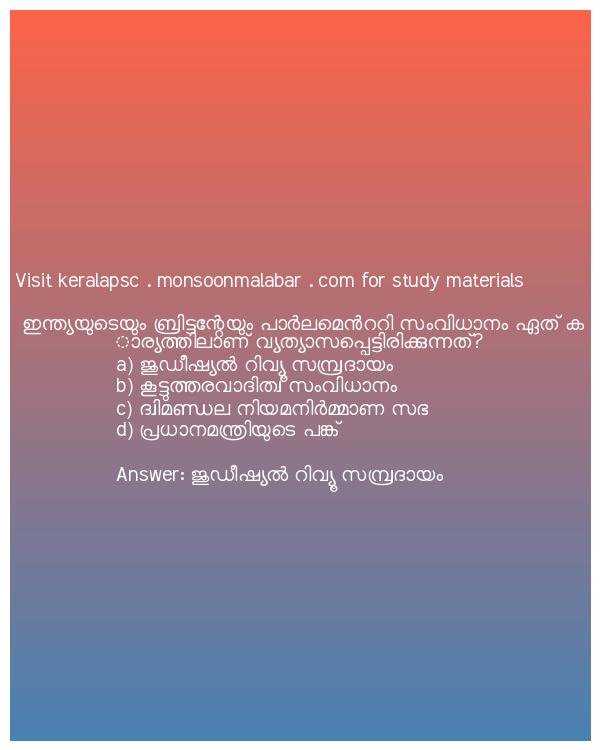 Visit keralapsc . monsoonmalabar . com for study materials
ഇന്ത്യയുടെയും ബ്രിട്ടന്റേയും പാർലമെൻററി സംവിധാനം ഏത് ക
ാര്യത്തിലാണ് വ്യത്യാസപ്പെട്ടിരിക്കുന്നത്?
a) ജുഡീഷ്യൽ റിവ്യൂ സമ്പ്രദായം
b) കൂട്ടുത്തരവാദിത്വ സംവിധാനം
c) ദ്വിമണ്ഡല നിയമനിർമ്മാണ സഭ
d) പ്രധാനമന്ത്രിയുടെ പങ്ക്
Answer: ജുഡീഷ്യൽ റിവ്യൂ സമ്പ്രദായം